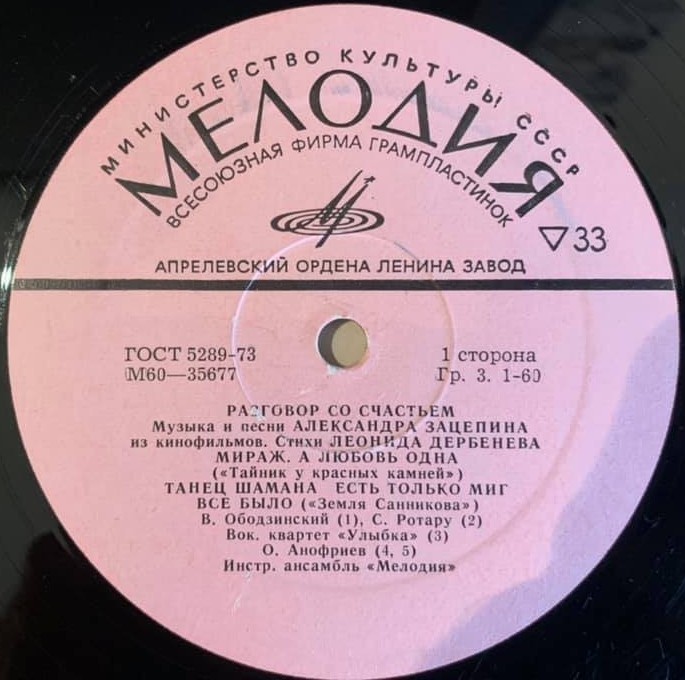 МИНИСТЕРСТВО КУЛЬТУРЫ СССР
МЕЛОДИЯ
ВСЕСОЮЗНАЯ ФИРМА ГРАМПЛАСТИНОК
▽33
АПРЕЛЕВСКИЙ ОРДЕНА ЛЕНИНА ЗАВОД
ГОСТ 5289-73 1 сторона
М60—35677 Гр. 3. 1-60
РАЗГОВОР СО СЧАСТЬЕМ
Музыка и песни АЛЕКСАНДРА ЗАЦЕПИНА
из кинофильмов. Стихи ЛЕОНИДА ДЕРБЕНЕВА
МИРАЖ. А ЛЮБОВЬ ОДНА
(«Тайник у красных камней»)
ТАНЕЦ ШАМАНА ЕСТЬ ТОЛЬКО МИГ
ВСЕ БЫЛО («Земля Санникова»)
В. Ободзинский (1), С. Ротару (2)
Вок. квартет «Улыбка» (3)
О. Анофриев (4, 5)
Инстр. ансамбль «Мелодия»